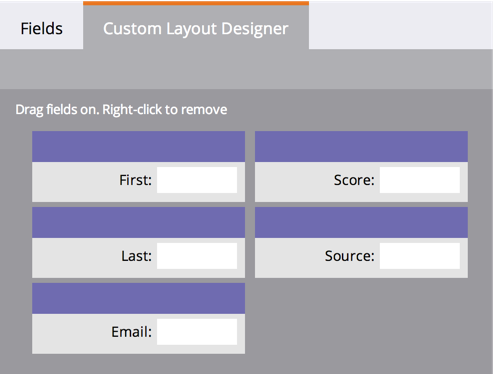 Fields
Custom Layout Designer
Drag fields on. Right-click to remove
First:
Score:
Last:
Source:
Email: